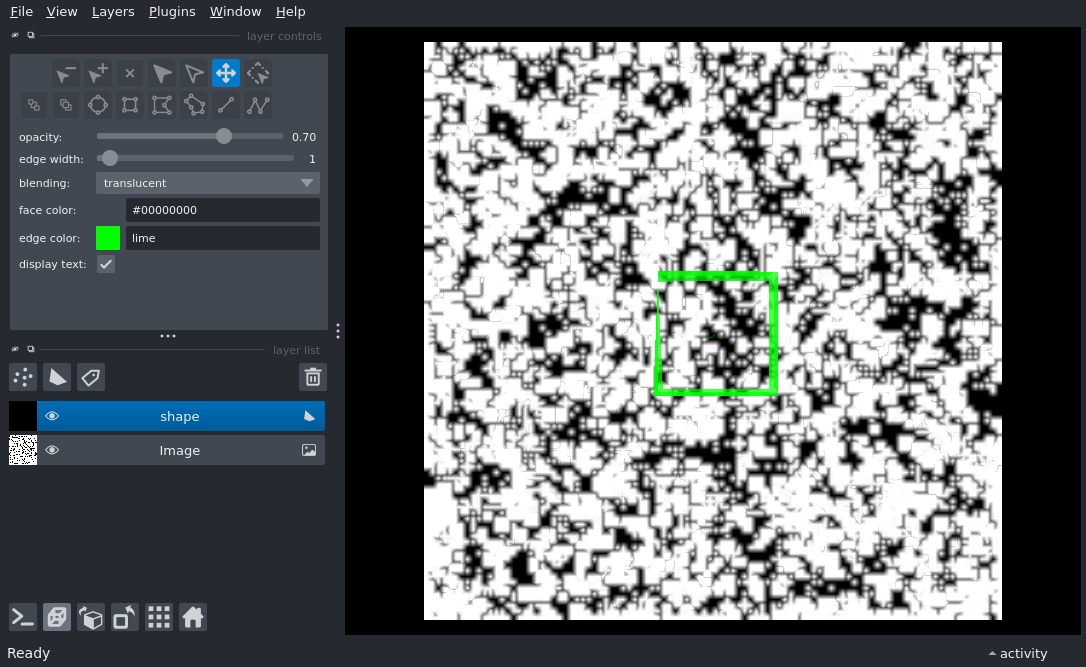 File View Layers Plugins Window Help
layer controls
opacity: 0.70
edge width: 1
blending: translucent
face color: #00000000
edge color: lime
display text:
layer list
shape
Image
Ready
activity